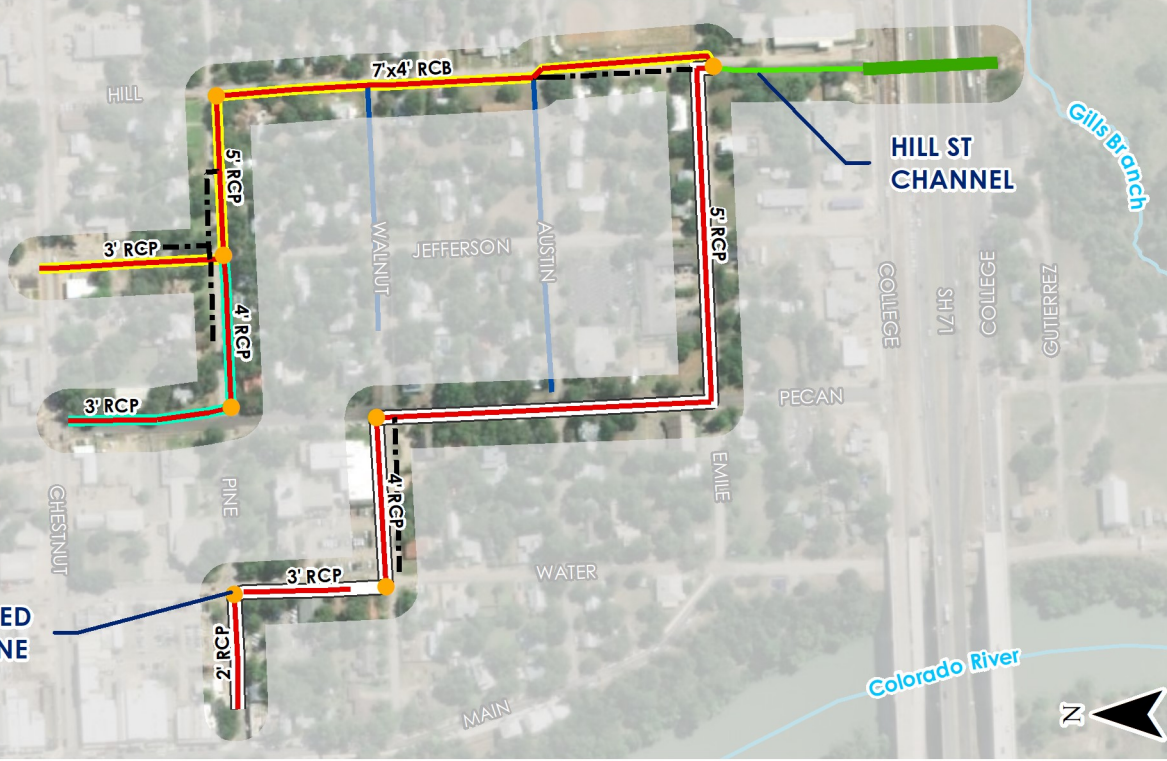 7'x4' RCB
HILL
Gills Branch
HILL ST
CHANNEL
5' RCP
3' RCP
WALNUT
JEFFERSON
AUSTIN
5' RCP
4' RCP
COLLEGE
SH71
COLLEGE
GUTIERREZ
3' RCP
PECAN
CHESTNUT
PINE
4' RCP
EMILE
3' RCP
WATER
ED
NE
2' RCP
Colorado River
MAIN
N